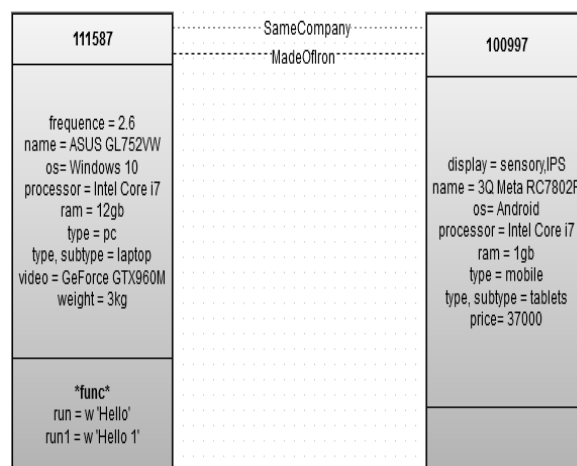 111587
frequence = 2.6
name = ASUS GL752VW
os= Windows 10
processor = Intel Core i7
ram = 12gb
type = pc
type, subtype = laptop
video = GeForce GTX960M
weight = 3kg
*func*
run = w 'Hello'
run1 = w 'Hello 1'
SameCompany
MadeOfIron
100997
display = sensory,IPS
name = 3Q Meta RC7802F
os= Android
processor = Intel Core i7
ram = 1gb
type = mobile
type, subtype = tablets
price= 37000